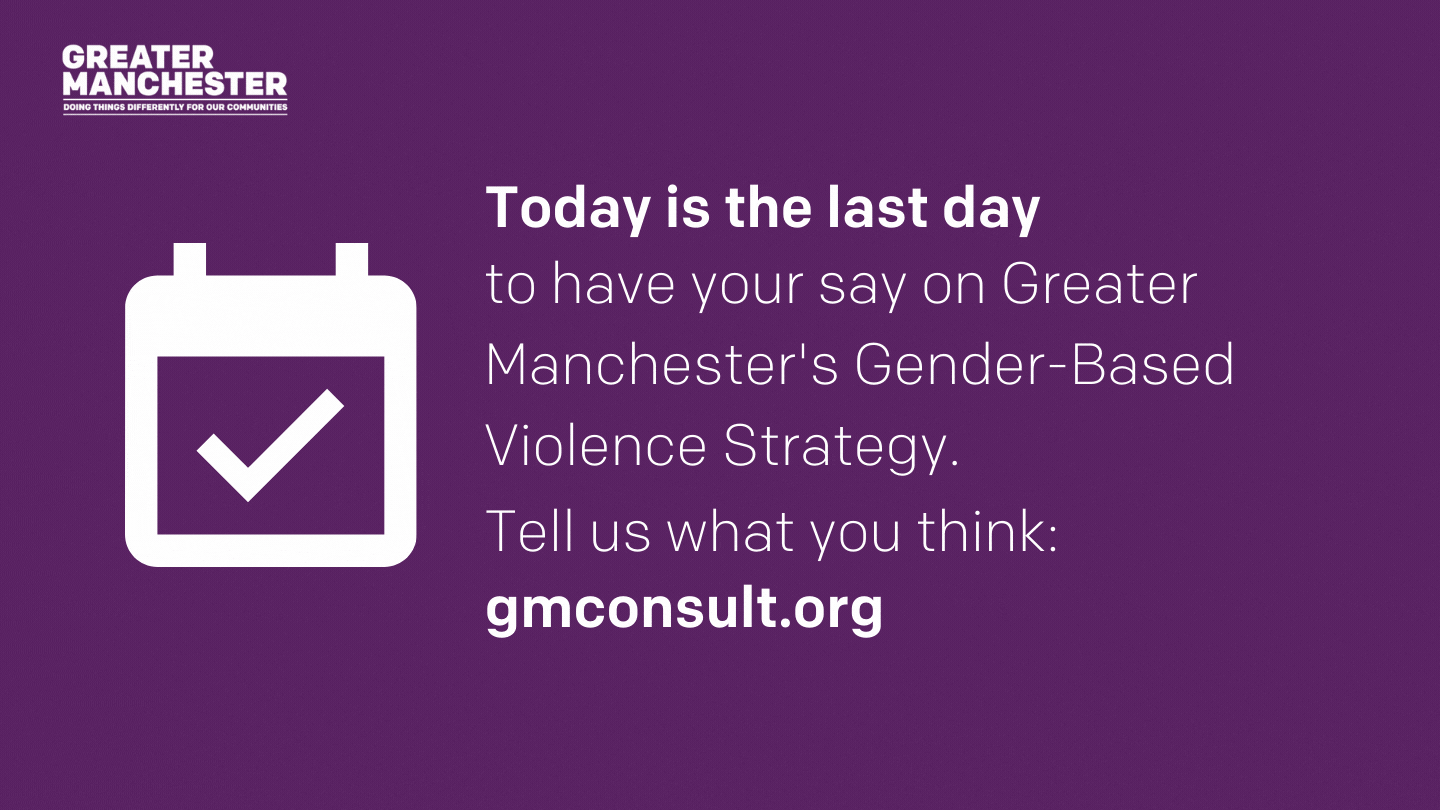 GREATER
MANCHESTER
DOING THINGS DIFFERENTLY FOR OUR COMMUNITIES
Today is the last day
to have your say on Greater
Manchester's Gender-Based
Violence Strategy.
Tell us what you think:
gmconsult.org